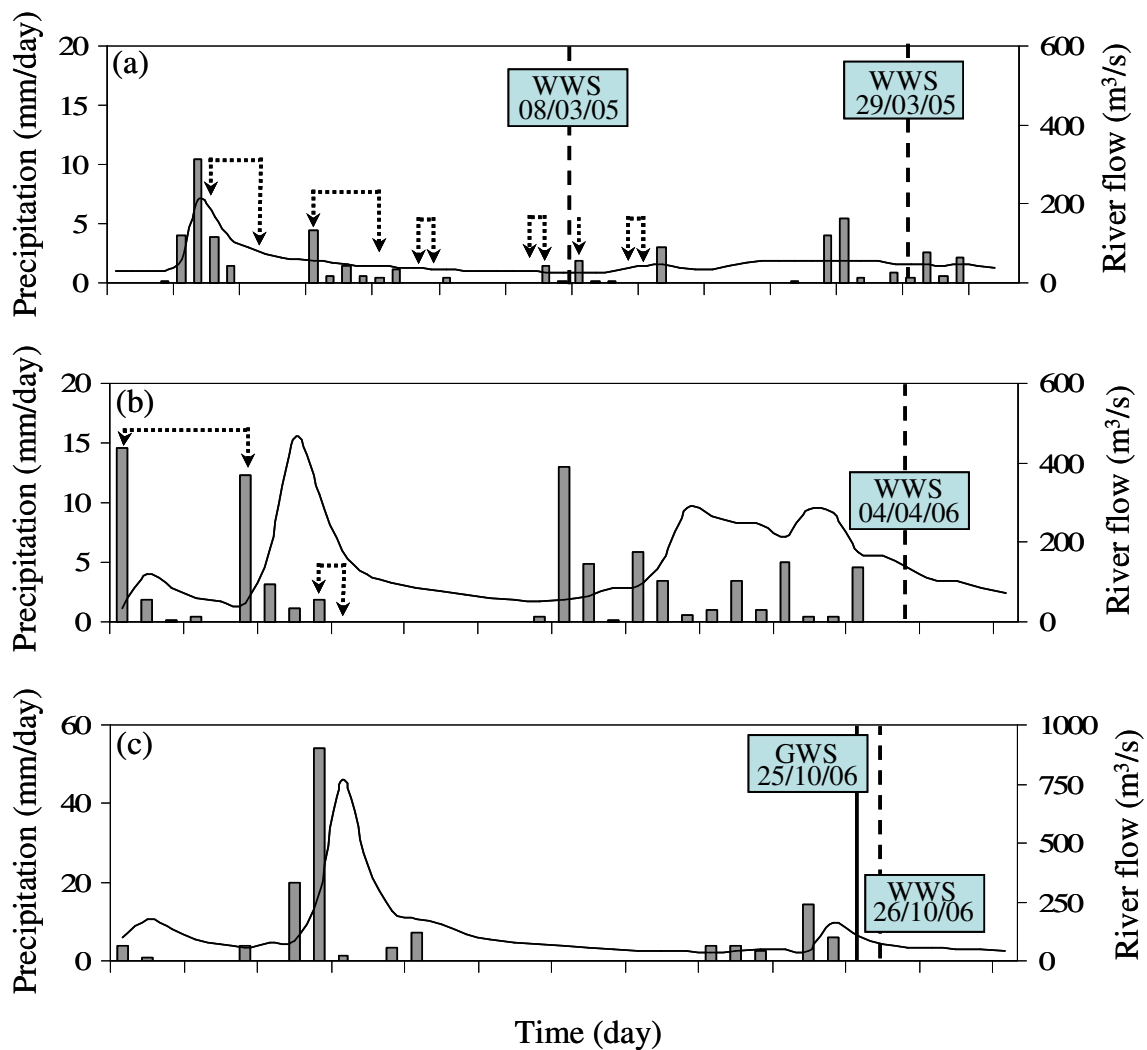 (a)
Precipitation (mm/day)
20
15
10
5
0
WWS
08/03/05
WWS
29/03/05
600
400
200
0
River flow (m³/s)
(b)
Precipitation (mm/day)
20
15
10
5
0
WWS
04/04/06
600
400
200
0
River flow (m³/s)
(c)
Precipitation (mm/day)
60
40
20
0
GWS
25/10/06
WWS
26/10/06
1000
750
500
250
0
River flow (m³/s)
Time (day)